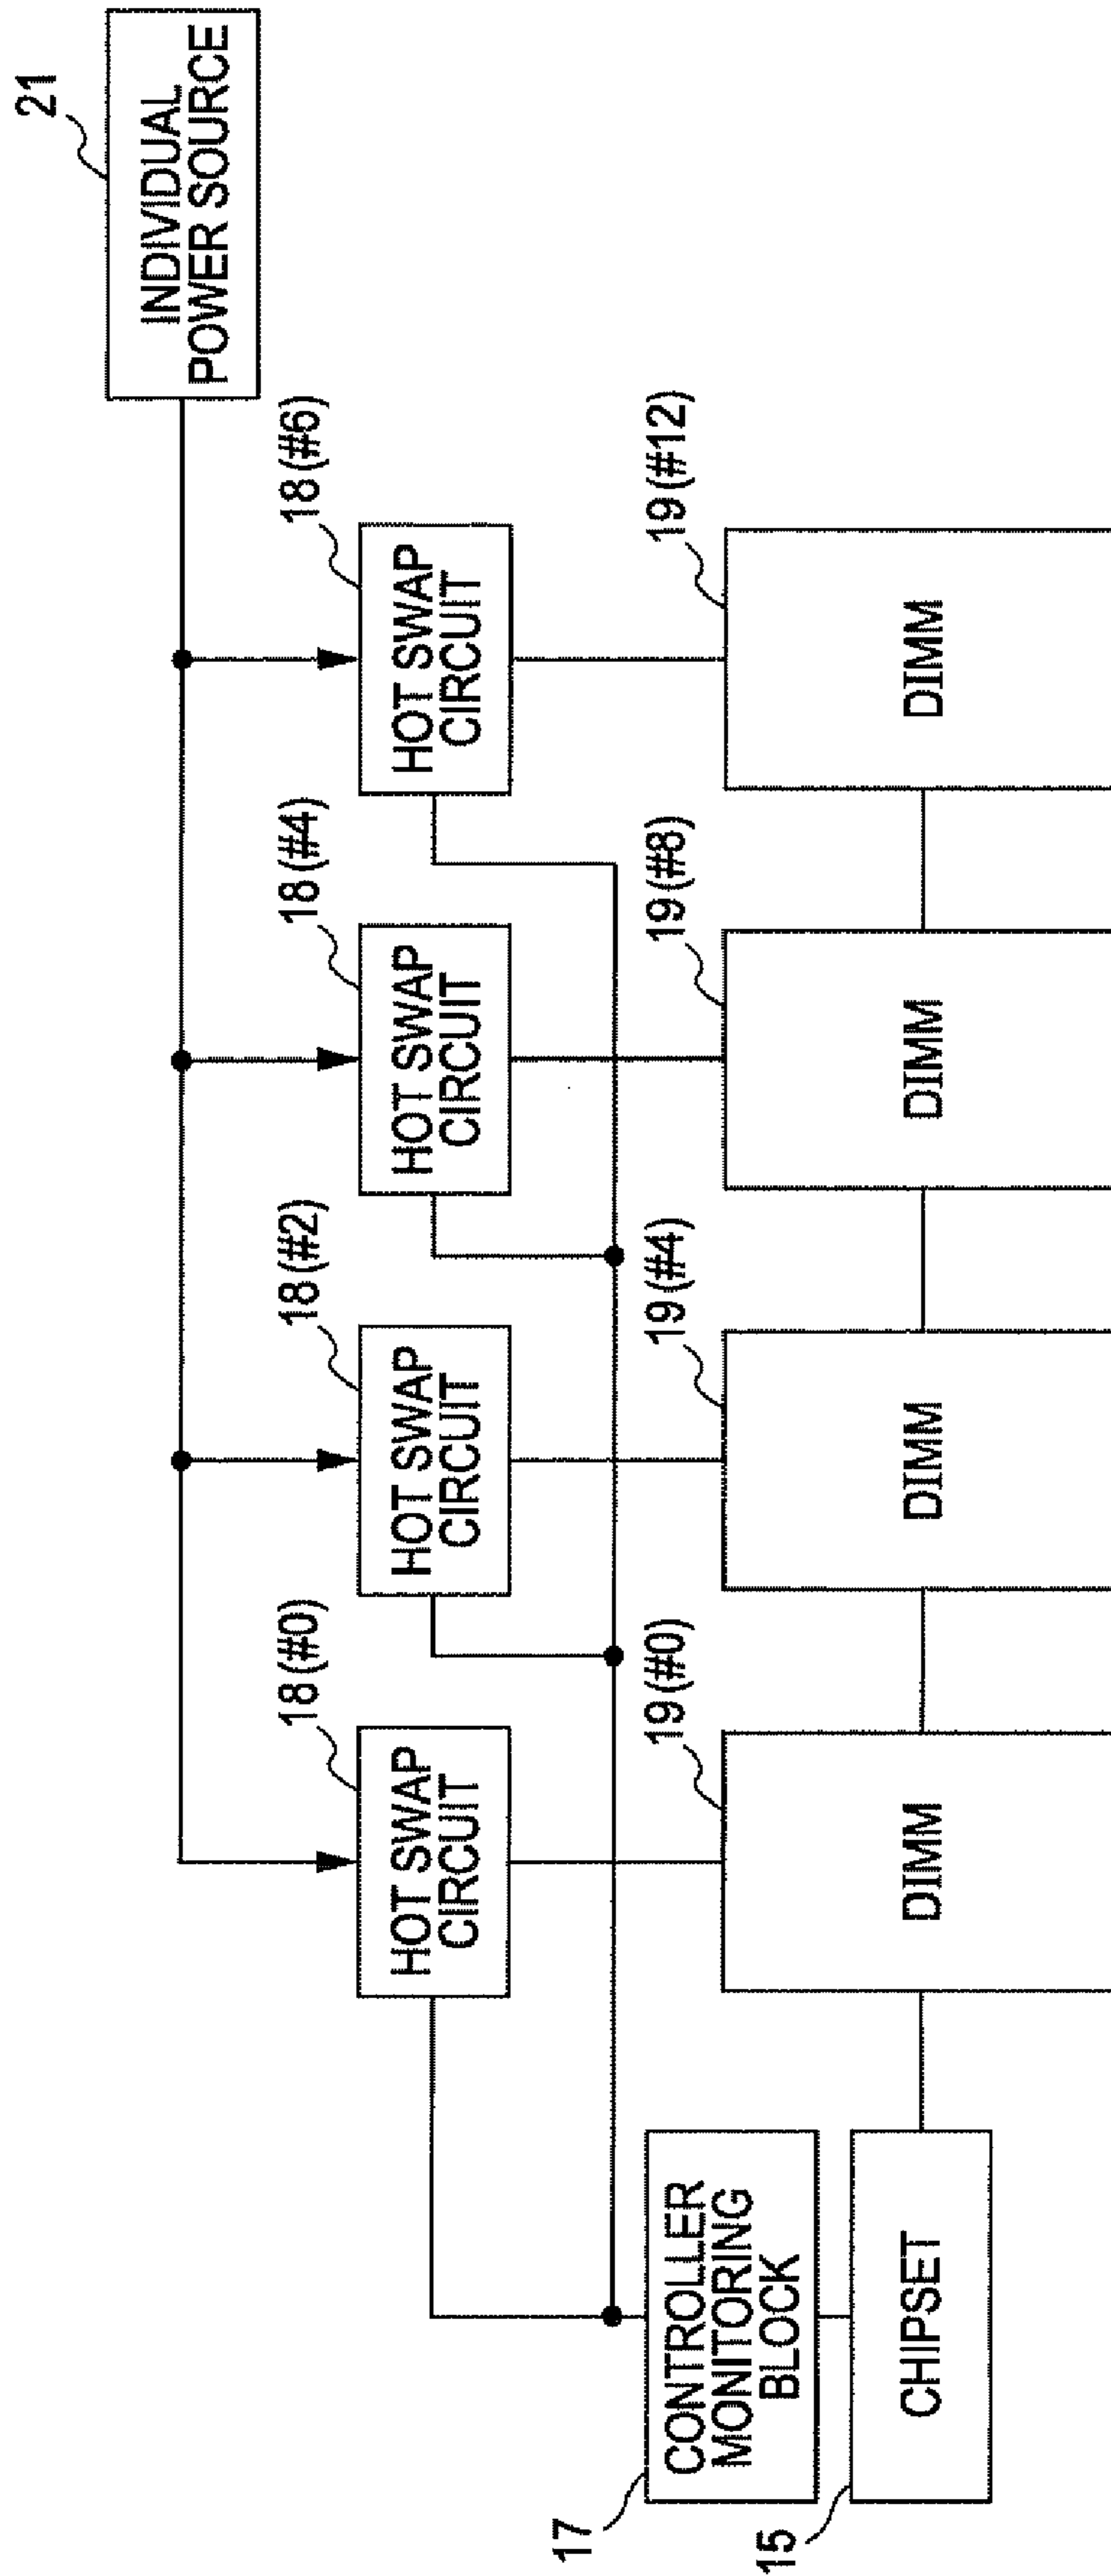 21
INDIVIDUAL
POWER SOURCE
18 (#0)
HOT SWAP
CIRCUIT
18 (#2)
HOT SWAP
CIRCUIT
18 (#4)
HOT SWAP
CIRCUIT
18 (#6)
HOT SWAP
CIRCUIT
17
CONTROLLER
MONITORING
BLOCK
19 (#0)
DIMM
19 (#4)
DIMM
19 (#8)
DIMM
19 (#12)
DIMM
15
CHIPSET